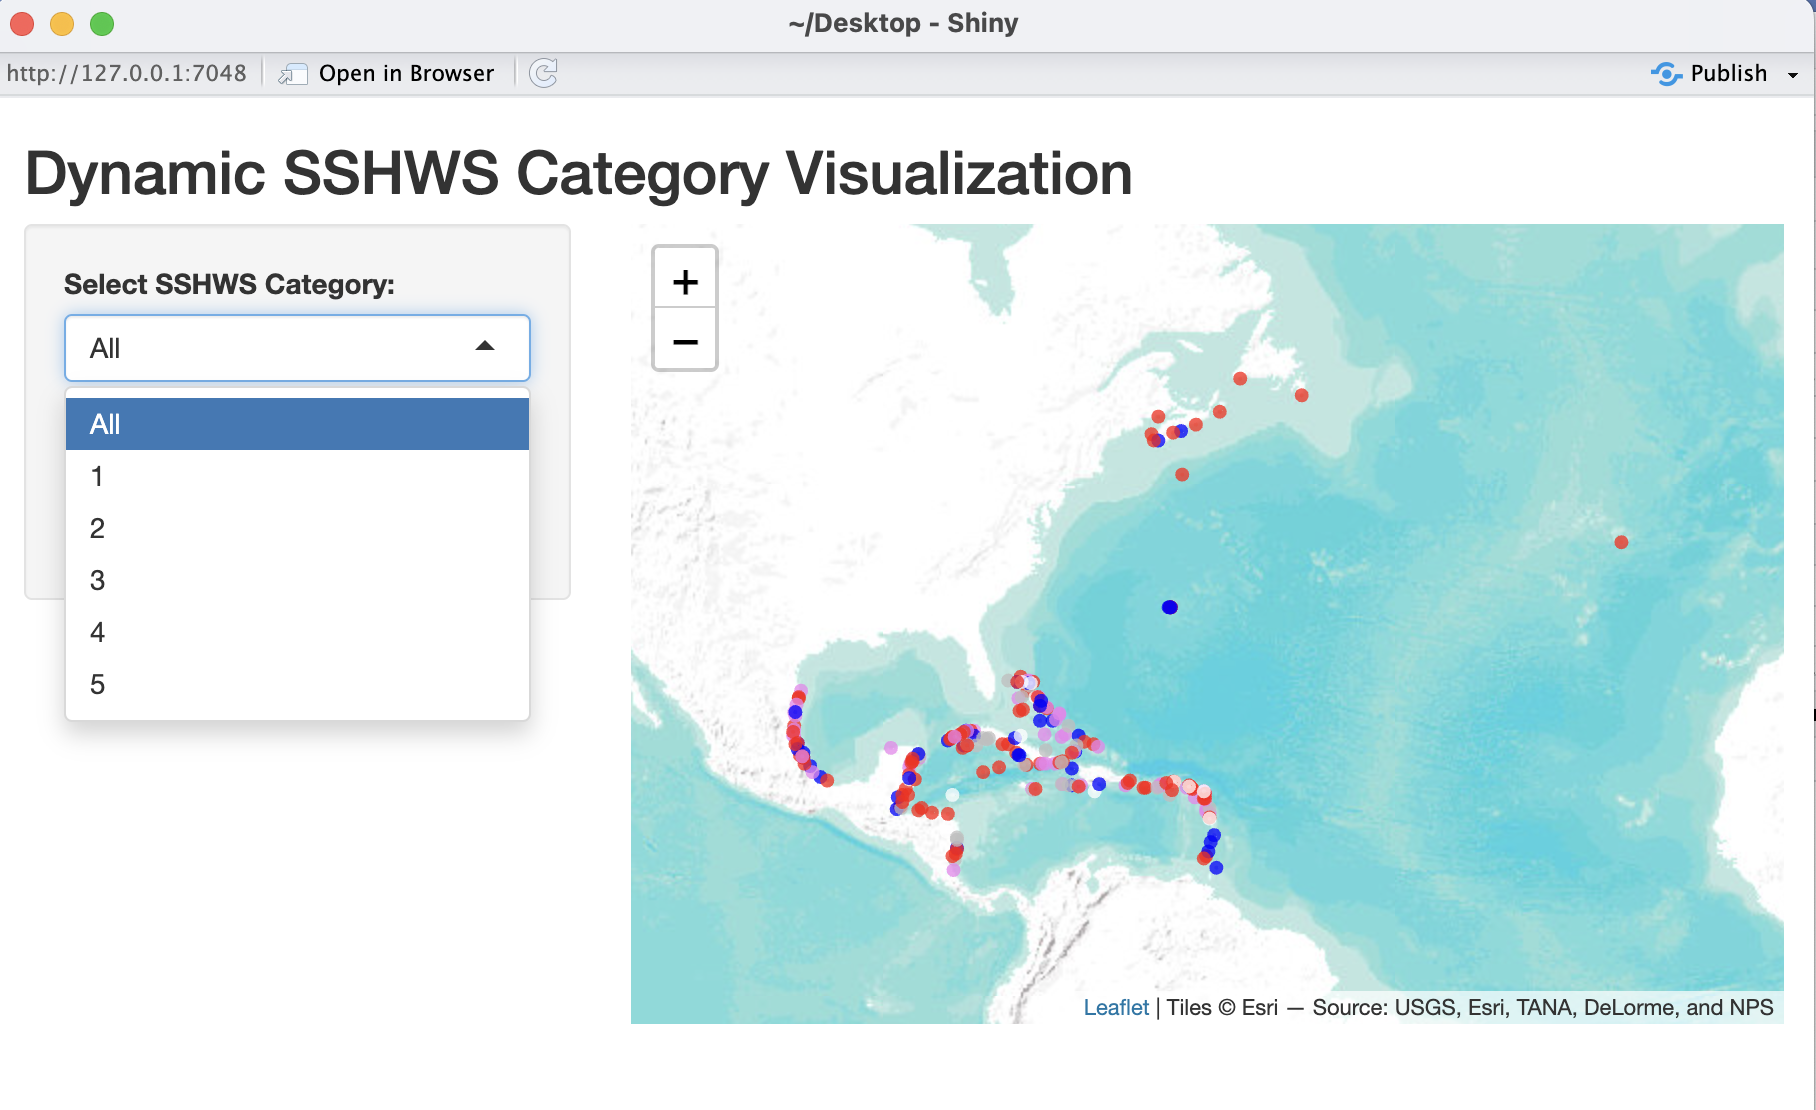 ~/Desktop - Shiny
http://127.0.0.1:7048 Open in Browser Publish
Dynamic SSHWS Category Visualization
Select SSHWS Category:
All
All
1
2
3
4
5
+
−
Leaflet | Tiles © Esri — Source: USGS, Esri, TANA, DeLorme, and NPS